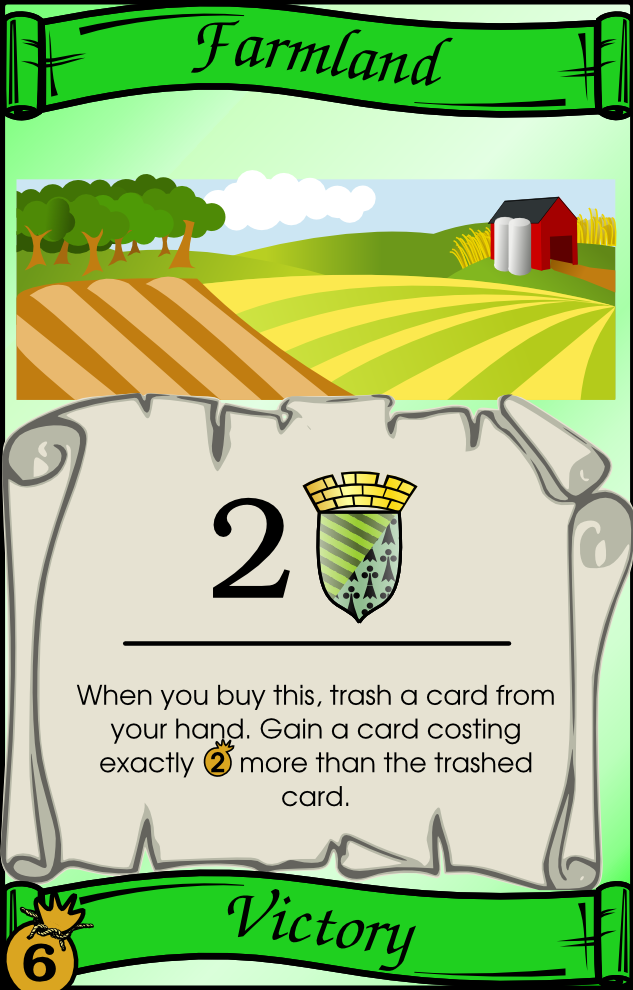 Farmland
2
When you buy this, trash a card from
your hand. Gain a card costing
exactly 2 more than the trashed
card.
Victory
6